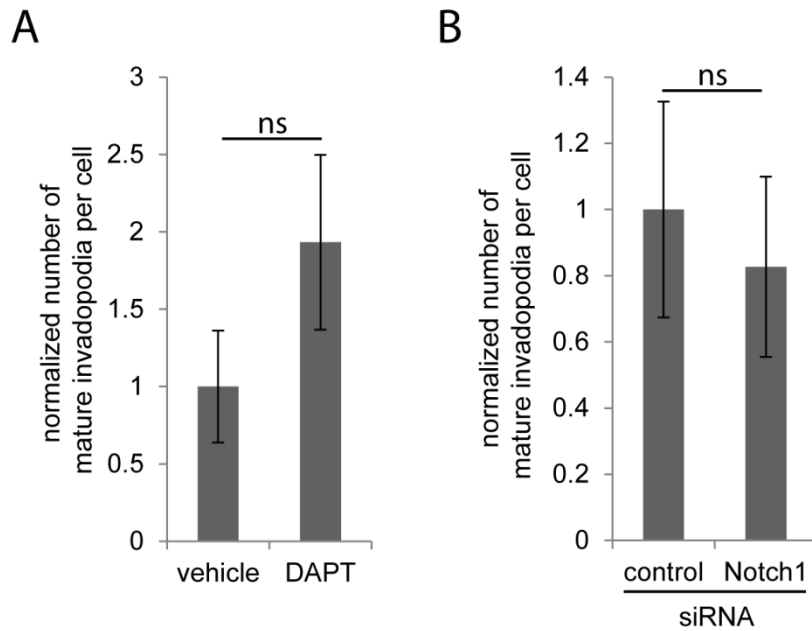 A
normalized number of
mature invadopodia per cell
3
2.5
2
1.5
1
0.5
0
ns
vehicle DAPT
B
normalized number of
mature invadopodia per cell
1.4
1.2
1
0.8
0.6
0.4
0.2
0
ns
control Notch1
siRNA